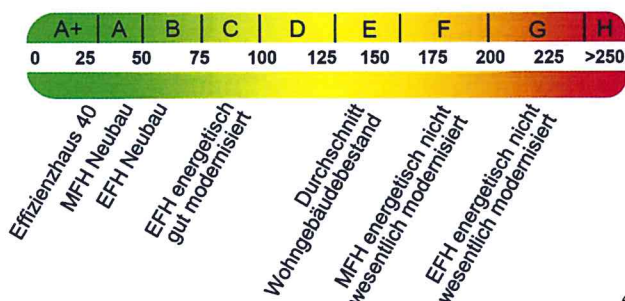 A+ A B C D E F G H
0 25 50 75 100 125 150 175 200 225 >250
Effizienzhaus 40
MFH Neubau
EFH Neubau
EFH energetisch
gut modernisiert
Durchschnitt
Wohngebäudebestand
MFH energetisch nicht
wesentlich modernisiert
EFH energetisch nicht
wesentlich modernisiert